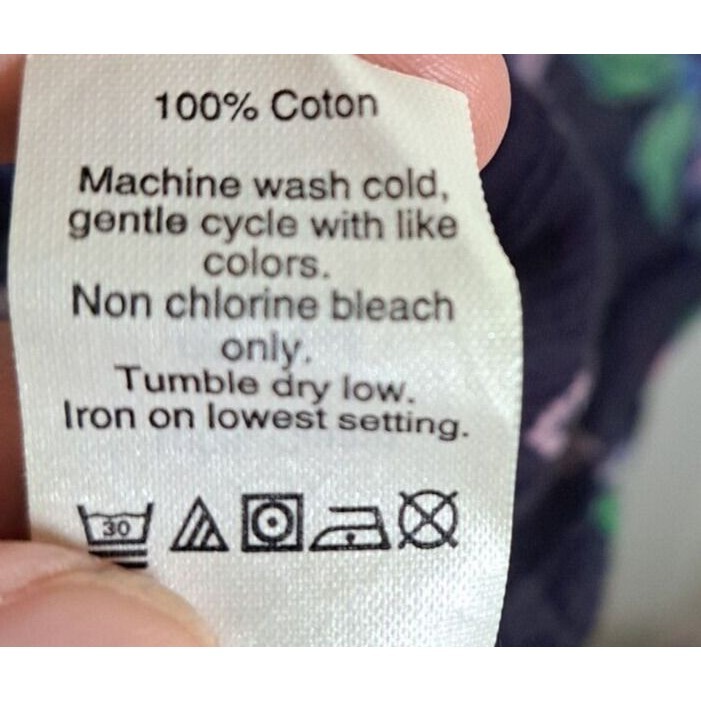 100% Coton
Machine wash cold,
gentle cycle with like
colors.
Non chlorine bleach
only.
Tumble dry low.
Iron on lowest setting.
30